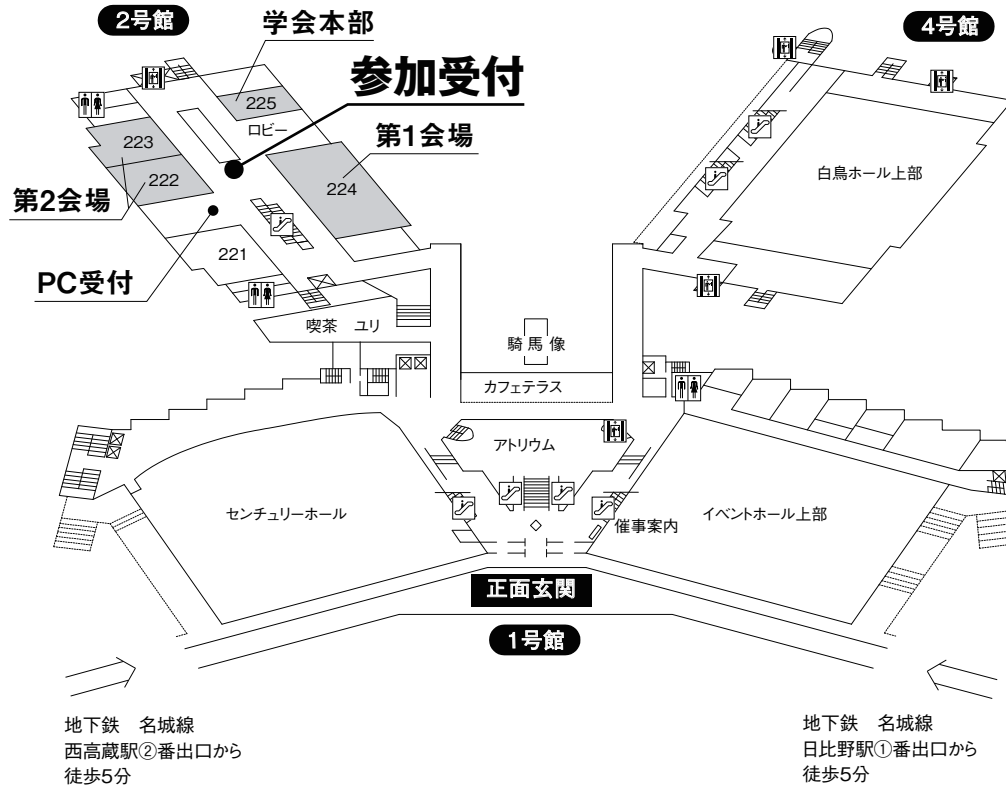 2号館
4号館
学会本部
参加受付
225
ロビー
第1会場
223
222
224
第2会場
221
PC受付
白鳥ホール上部
喫茶　ユリ
騎馬像
カフェテラス
アトリウム
センチュリーホール
イベントホール上部
催事案内
正面玄関
1号館
地下鉄　名城線
西高蔵駅②番出口から
徒歩5分
地下鉄　名城線
日比野駅①番出口から
徒歩5分